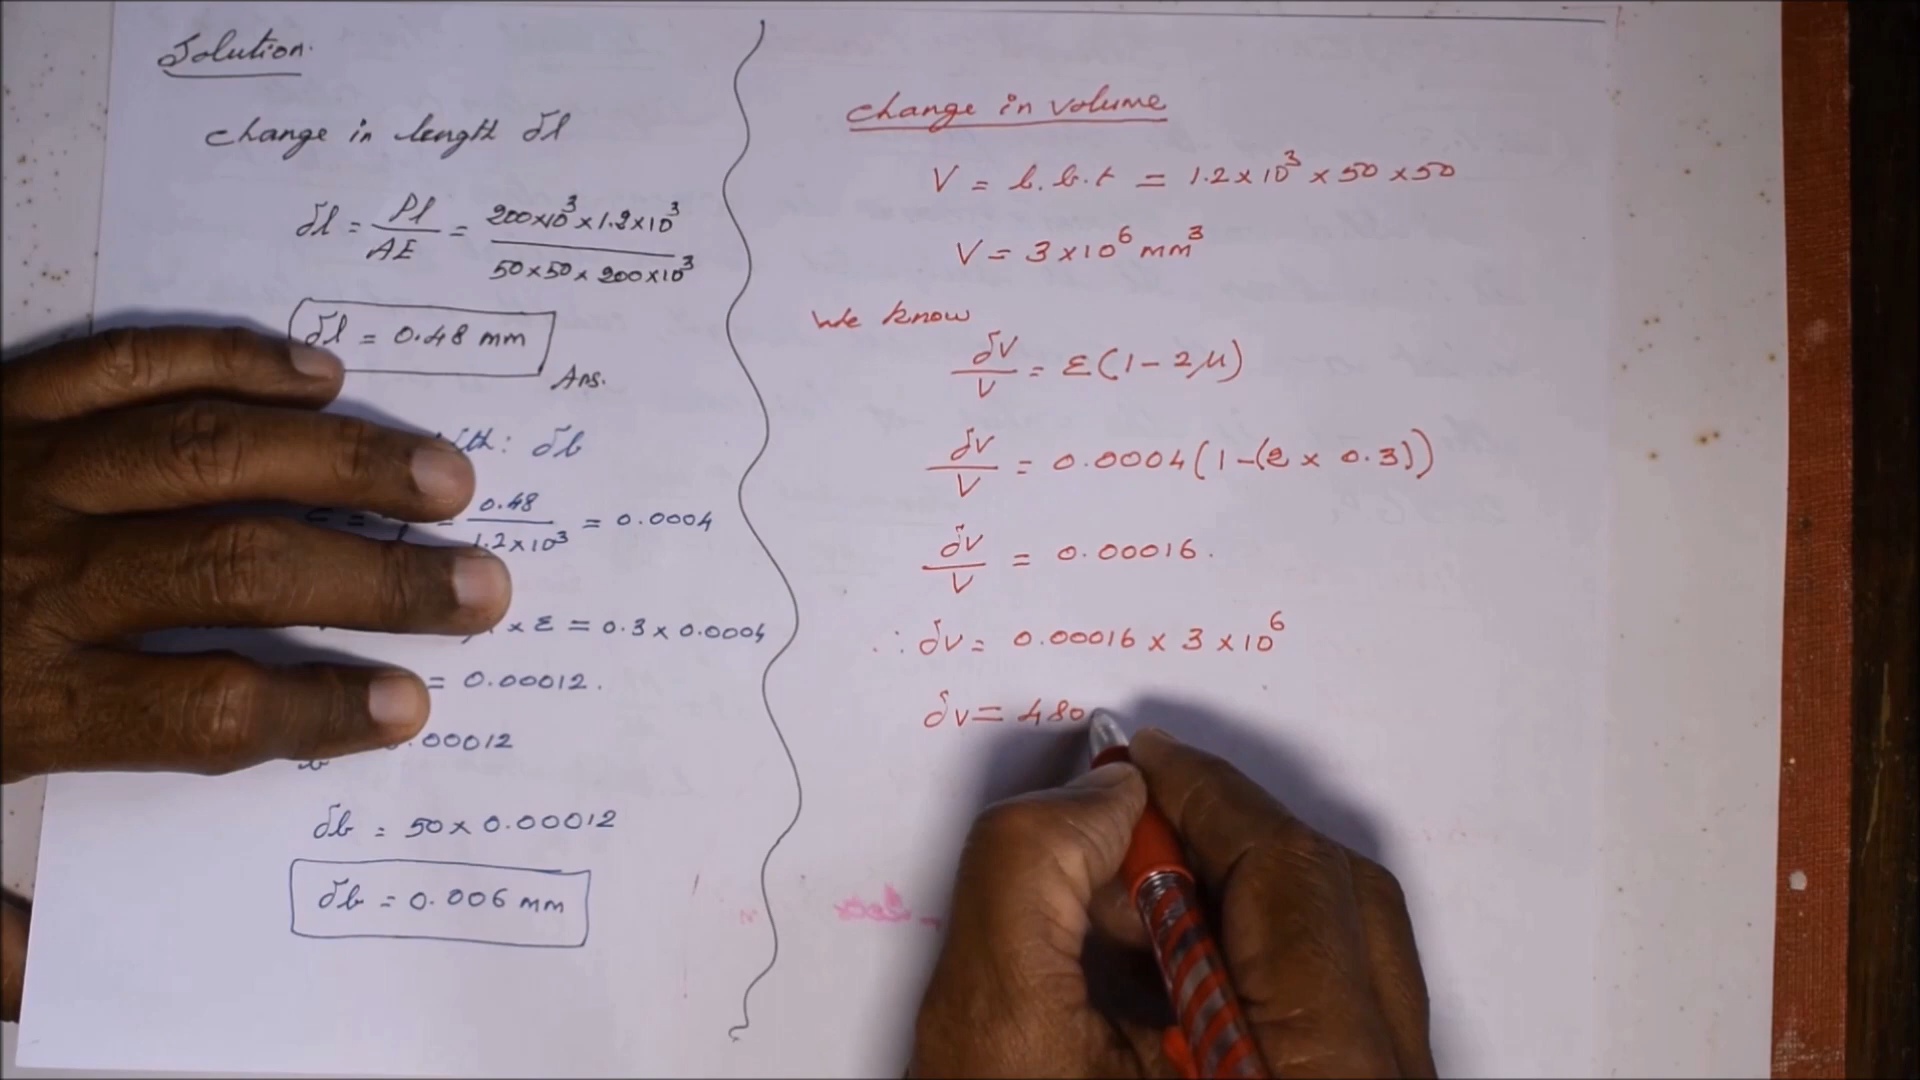 Solution.
change in length δl
δl = Pl / AE = 200×10³ × 1.2×10³ / 50×50 × 200×10³
δl = 0.48 mm
Ans.
δb
= 0.48 / 1.2×10³ = 0.0004
× ε = 0.3 × 0.0004
= 0.00012.
.00012
δb = 50 × 0.00012
δb = 0.006 mm
change in volume
V = l.b.t = 1.2×10³ × 50 × 50
V = 3×10⁶ mm³
We know
δv / V = ε(1 - 2μ)
δv / V = 0.0004(1-(2 × 0.3))
δv / V = 0.00016.
∴ δv = 0.00016 × 3 × 10⁶
δv = 480